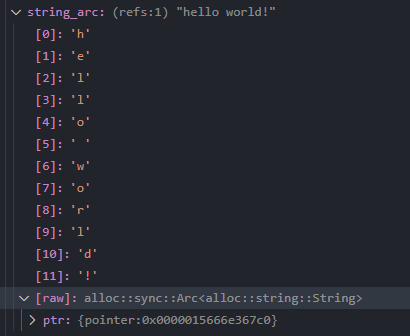 string_arc: (refs:1) "hello world!"
[0]: 'h'
[1]: 'e'
[2]: 'l'
[3]: 'l'
[4]: 'o'
[5]: ' '
[6]: 'w'
[7]: 'o'
[8]: 'r'
[9]: 'l'
[10]: 'd'
[11]: '!'
[raw]: alloc::sync::Arc<alloc::string::String>
ptr: {pointer:0x0000015666e367c0}